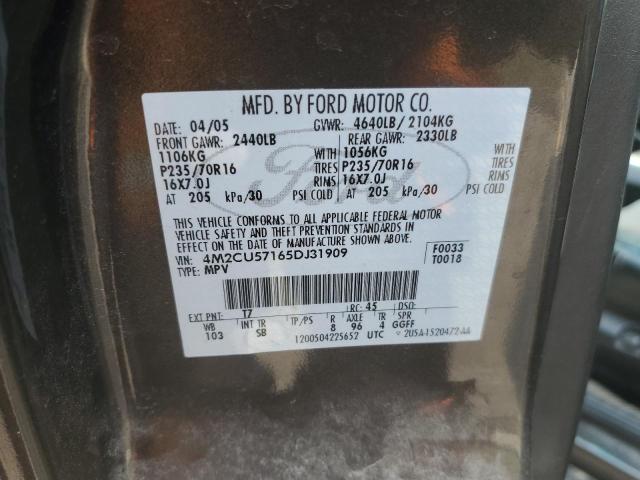 MFD. BY FORD MOTOR CO.
DATE: 04/05 GVWR: 4640LB/2104KG
FRONT GAWR: 2440LB REAR GAWR: 2330LB
1106KG WITH 1056KG WITH
P235/70R16 TIRES P235/70R16 TIRES
16X7.0J RIMS 16X7.0J RIMS
AT 205 kPa/30 PSI COLD AT 205 kPa/30 PSI COLD
Ford
THIS VEHICLE CONFORMS TO ALL APPLICABLE FEDERAL MOTOR
VEHICLE SAFETY AND THEFT PREVENTION STANDARDS IN
EFFECT ON THE DATE OF MANUFACTURE SHOWN ABOVE.
VIN: 4M2CU57165DJ31909 F0033
TYPE: MPV T0018
EXT PNT: T7 RC: 45 DSO:
WB INT TR TP/PS R AXLE TR SPR
103 SB 8 96 4 GGFF
1200504225652 UTC 2U5A-1520472-AA